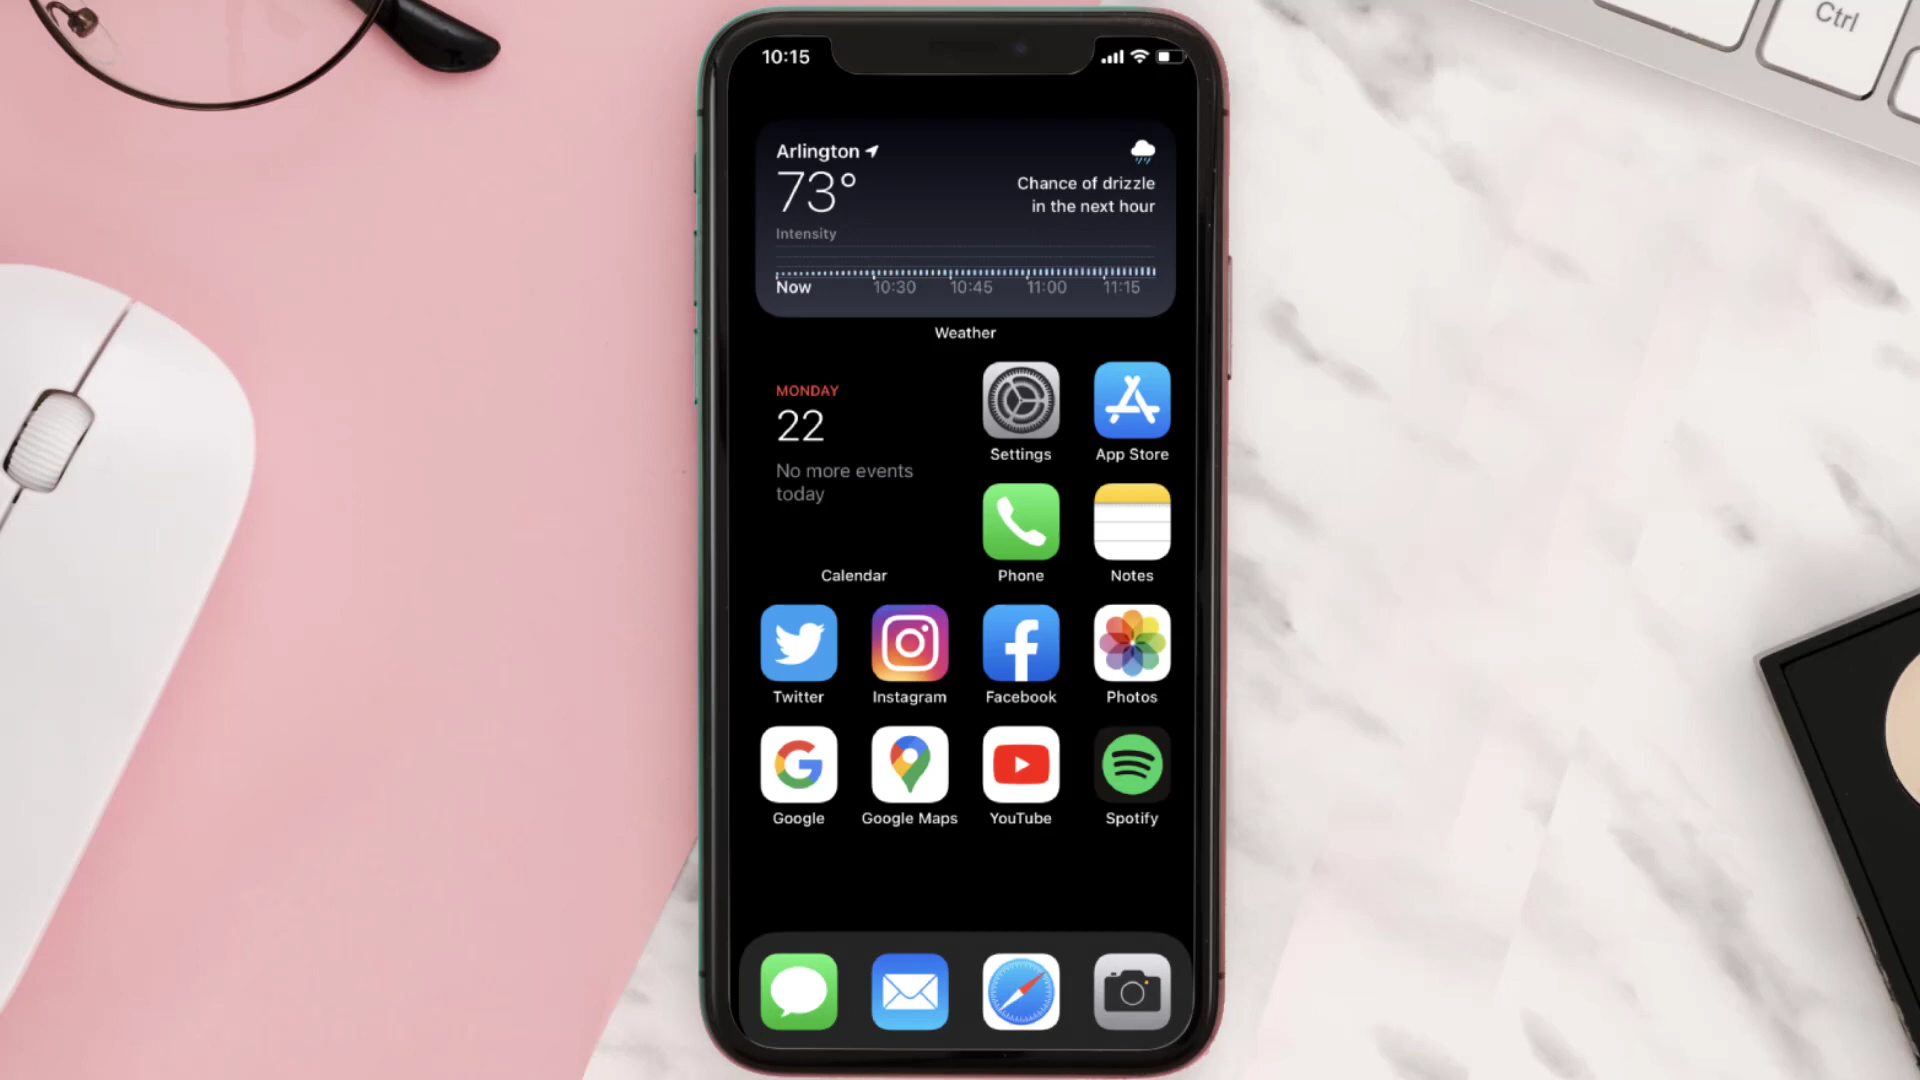 Ctrl
10:15
Arlington
73°
Chance of drizzle
in the next hour
Intensity
Now 10:30 10:45 11:00 11:15
Weather
MONDAY
22
No more events
today
Calendar
Settings App Store
Phone Notes
Twitter Instagram Facebook Photos
Google Google Maps YouTube Spotify